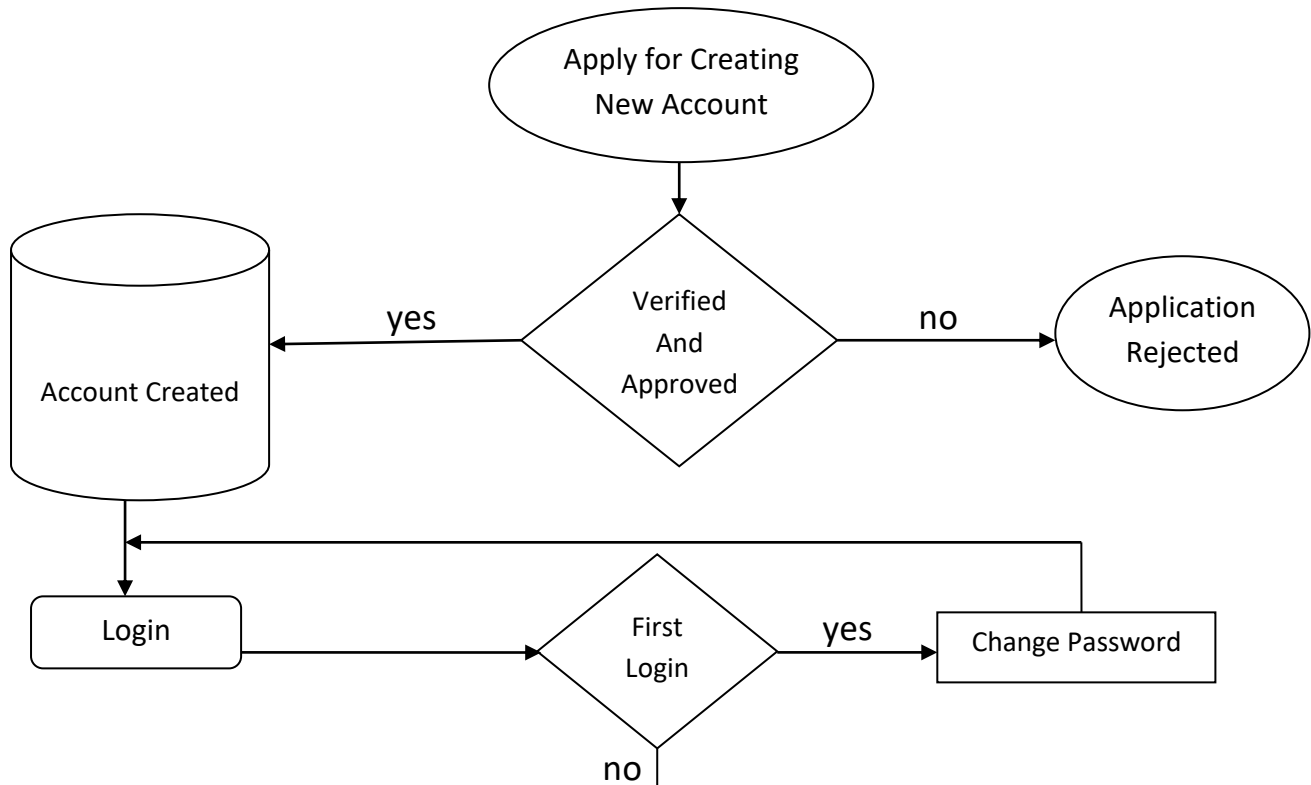 Apply for Creating
New Account
Verified
And
Approved
yes
no
Application
Rejected
Account Created
Login
First
Login
yes
Change Password
no